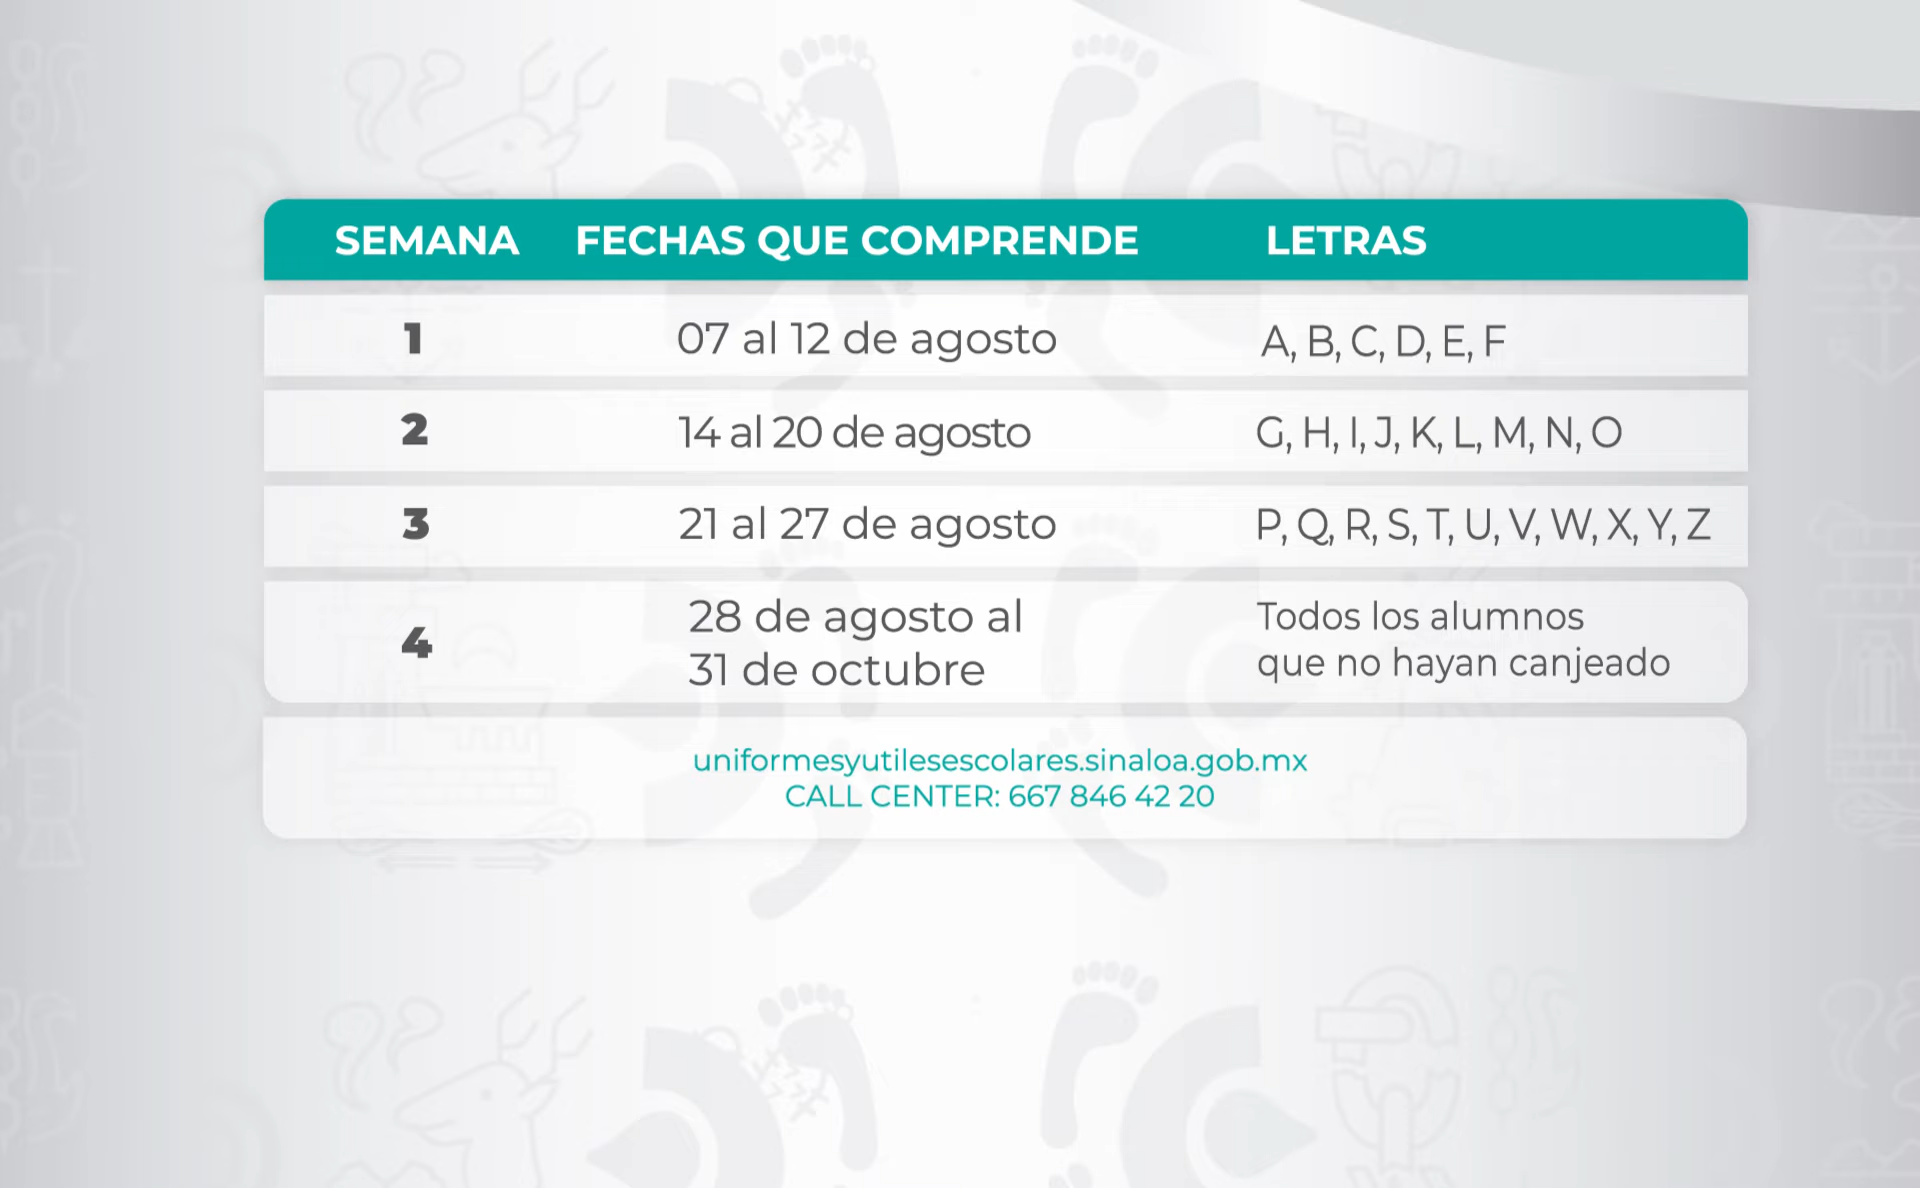 SEMANA FECHAS QUE COMPRENDE LETRAS
1 07 al 12 de agosto A, B, C, D, E, F
2 14 al 20 de agosto G, H, I, J, K, L, M, N, O
3 21 al 27 de agosto P, Q, R, S, T, U, V, W, X, Y, Z
4 28 de agosto al Todos los alumnos
31 de octubre que no hayan canjeado
uniformesyutilesescolares.sinaloa.gob.mx
CALL CENTER: 667 846 42 20